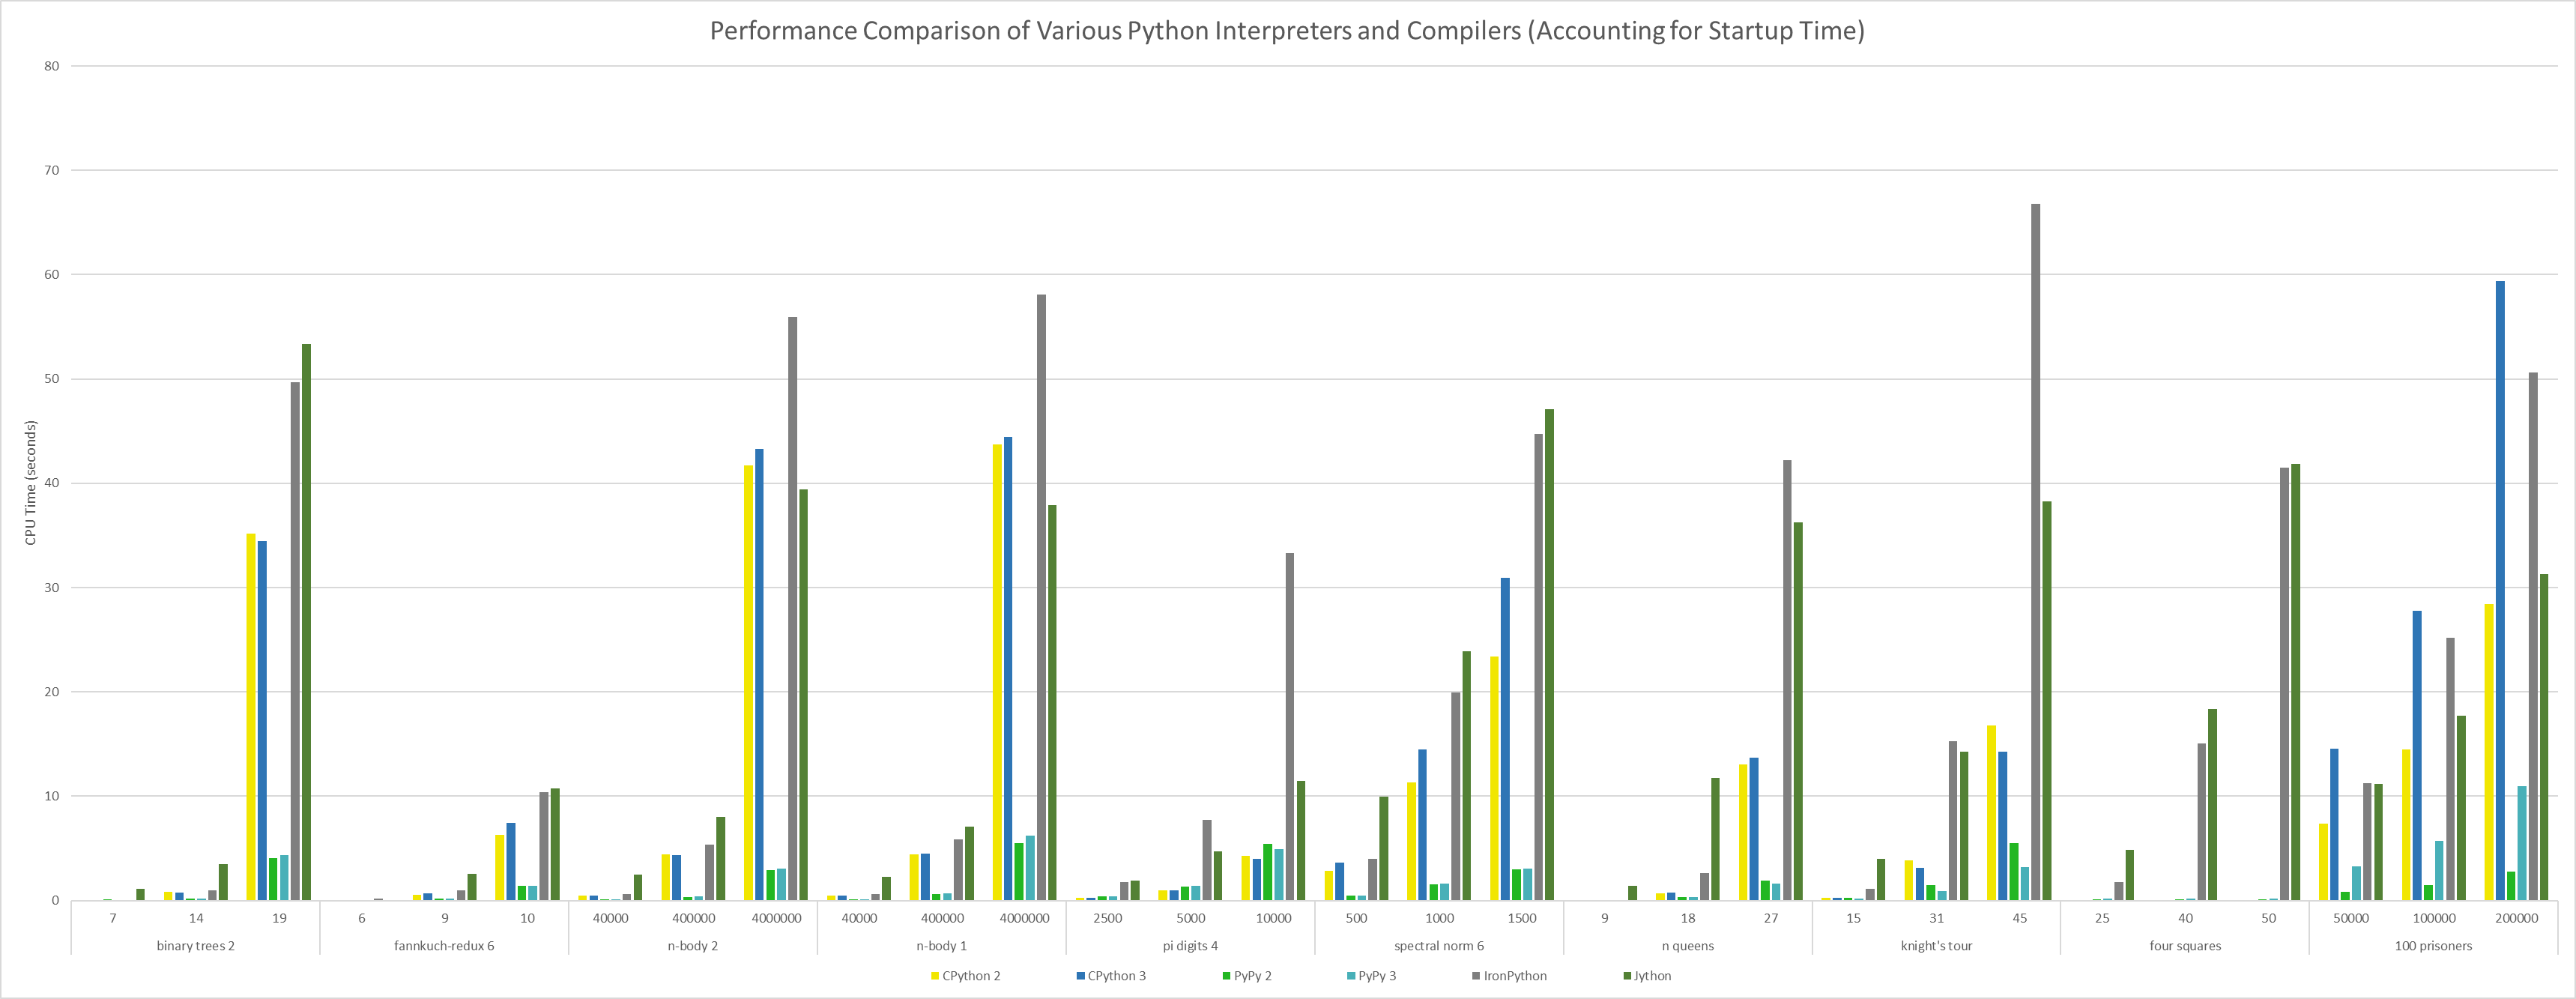 Performance Comparison of Various Python Interpreters and Compilers (Accounting for Startup Time)
80
70
60
50
40
30
20
10
0
CPU Time (seconds)
7 14 19 6 9 10 40000 400000 4000000 40000 400000 4000000 2500 5000 10000 500 1000 1500 9 18 27 15 31 45 25 40 50 50000 100000 200000
binary trees 2 fannkuch-redux 6 n-body 2 n-body 1 pi digits 4 spectral norm 6 n queens knight's tour four squares 100 prisoners
CPython 2 CPython 3 PyPy 2 PyPy 3 IronPython Jython